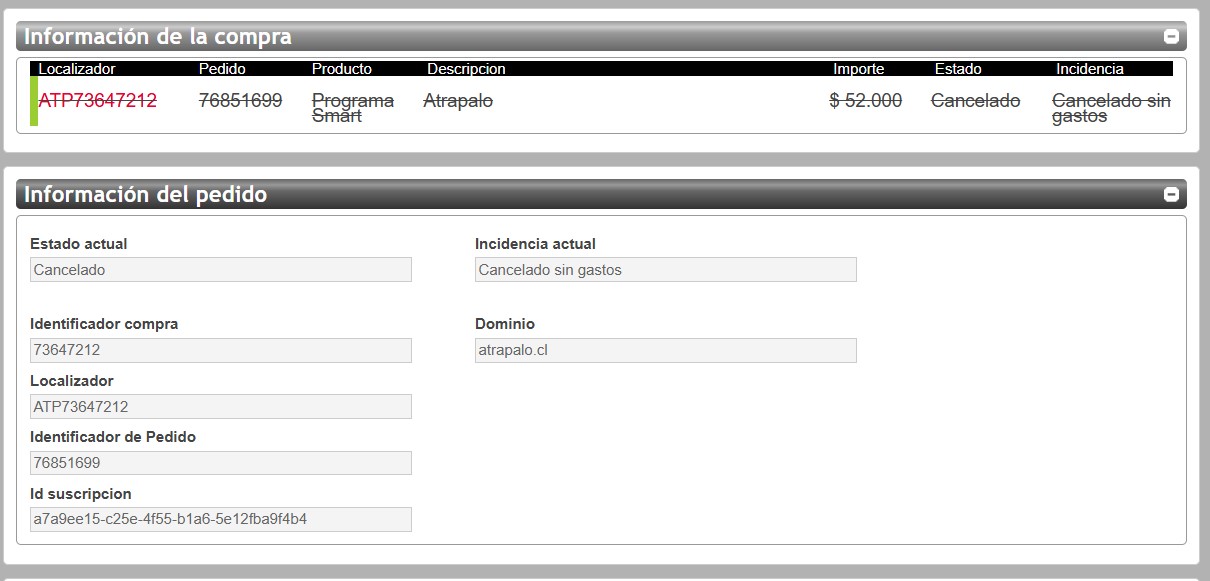 Información de la compra
Localizador Pedido Producto Descripcion Importe Estado Incidencia
ATP73647212 76851699 Programa Atrapalo $ 52.000 Cancelado Cancelado sin
Smart gastos
Información del pedido
Estado actual Incidencia actual
Cancelado Cancelado sin gastos
Identificador compra Dominio
73647212 atrapalo.cl
Localizador
ATP73647212
Identificador de Pedido
76851699
Id suscripcion
a7a9ee15-c25e-4f55-b1a6-5e12fba9f4b4